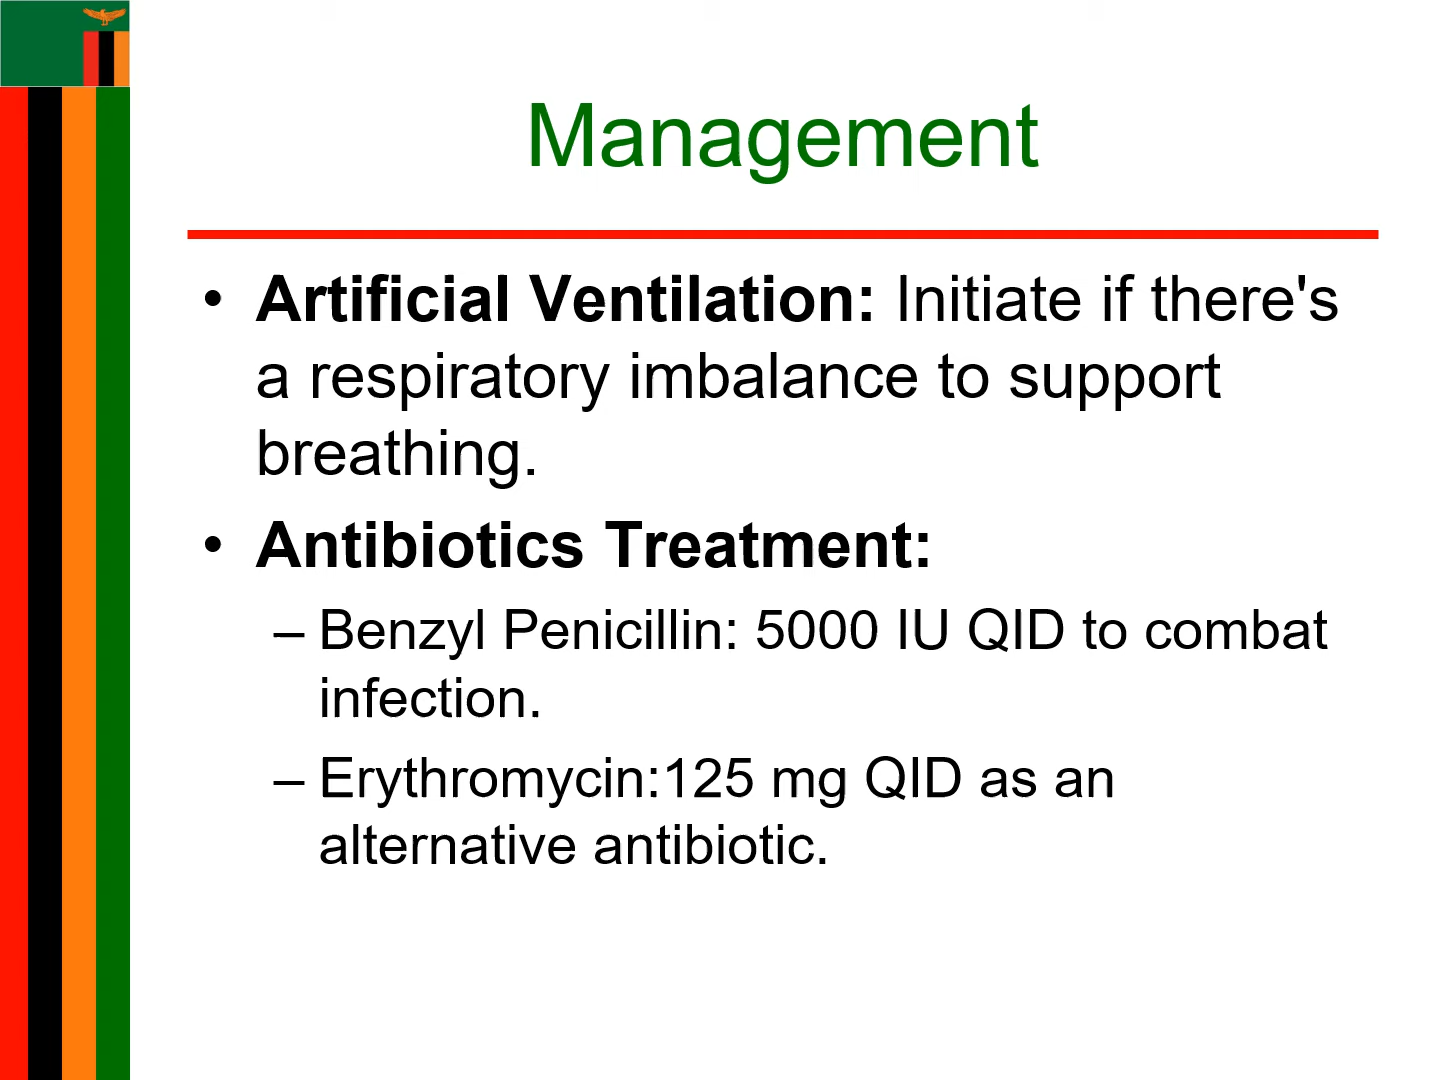 Management
• Artificial Ventilation: Initiate if there's
a respiratory imbalance to support
breathing.
• Antibiotics Treatment:
– Benzyl Penicillin: 5000 IU QID to combat
infection.
– Erythromycin:125 mg QID as an
alternative antibiotic.